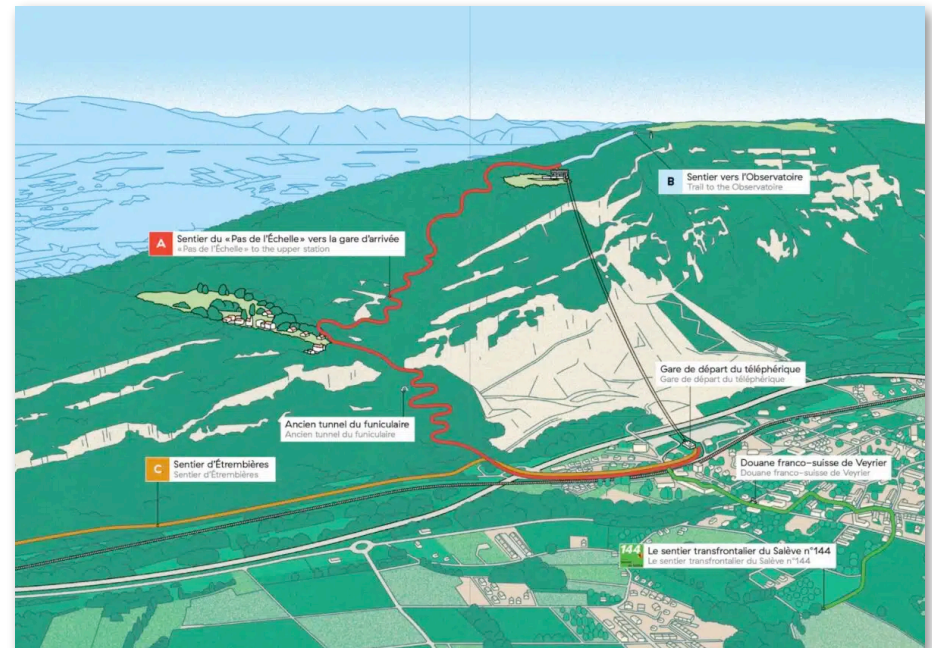 B
Sentier vers l'Observatoire
Trail to the Observatoire
A
Sentier du «Pas de l'Échelle» vers la gare d'arrivée
«Pas de l'Échelle» to the upper station
Gare de départ du téléphérique
Gare de départ du téléphérique
Ancien tunnel du funiculaire
Ancien tunnel du funiculaire
C
Sentier d'Étrembières
Sentier d'Étrembières
Douane franco-suisse de Veyrier
Douane franco-suisse de Veyrier
144
Le sentier transfrontalier du Salève n°144
Le sentier transfrontalier du Salève n°144